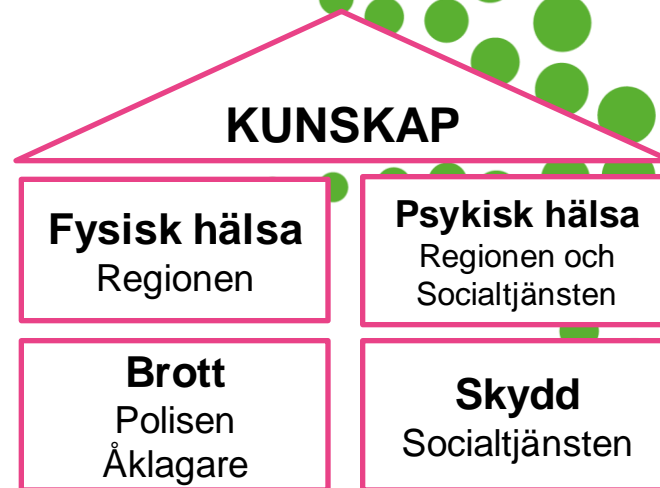 KUNSKAP
Fysisk hälsa
Regionen
Psykisk hälsa
Regionen och
Socialtjänsten
Brott
Polisen
Åklagare
Skydd
Socialtjänsten